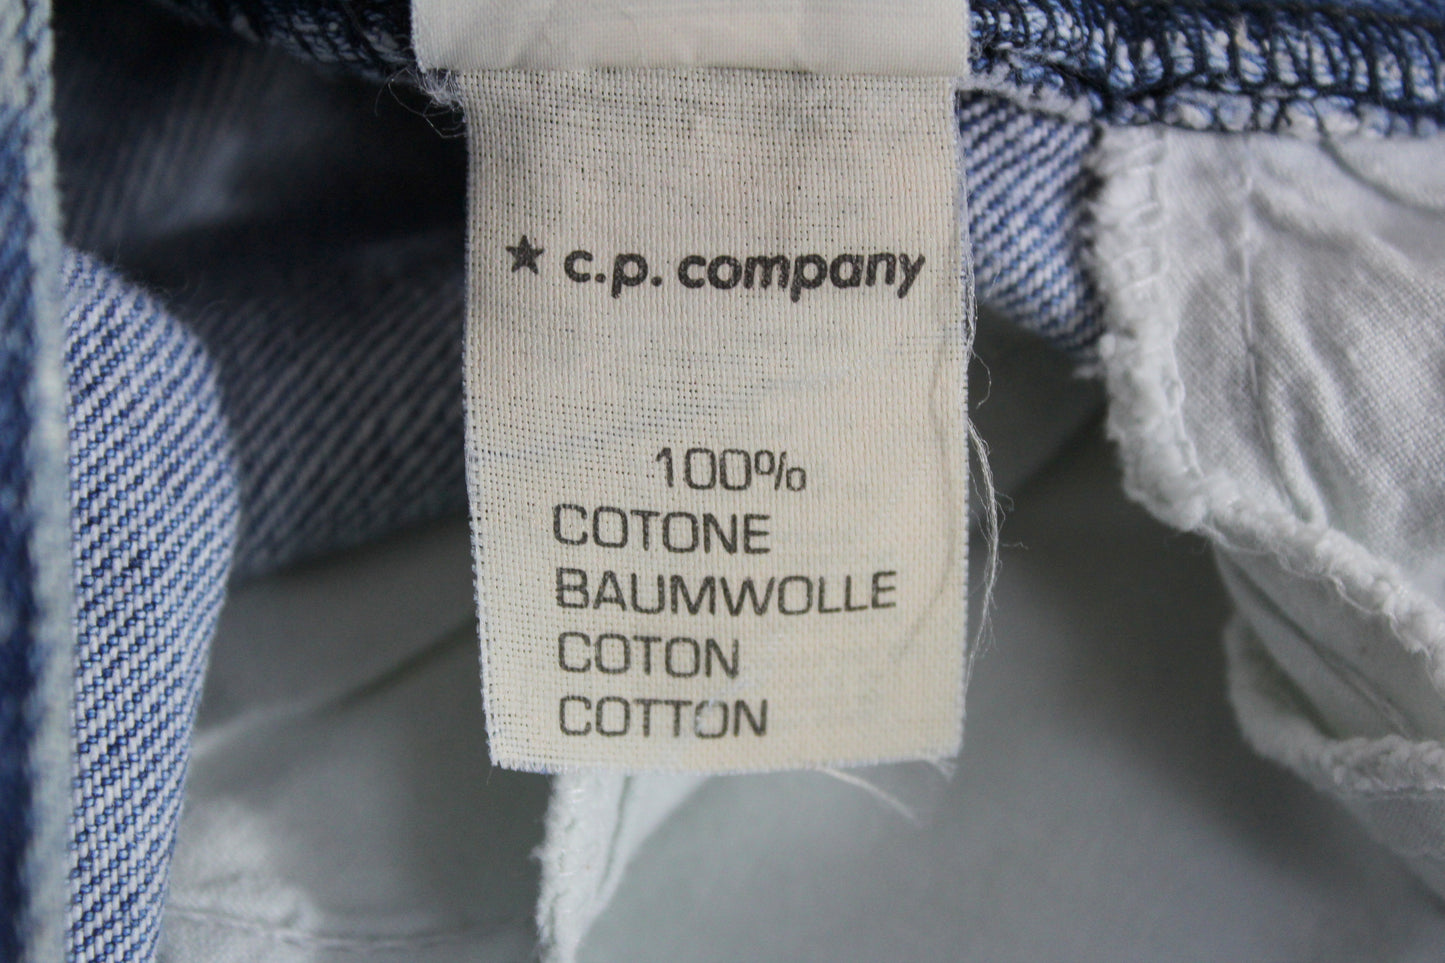 ★ c.p. company
100%
COTONE
BAUMWOLLE
COTON
COTTON